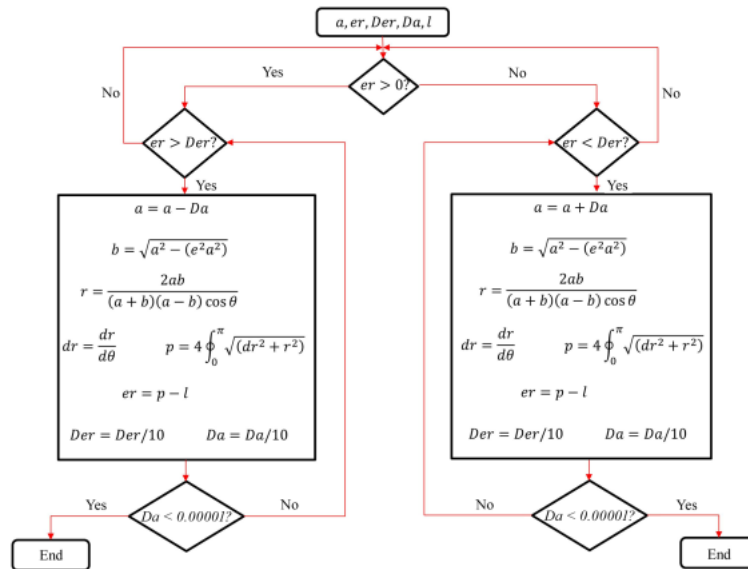 a, er, Der, Da, l
er > 0?
Yes
No
No
No
er > Der?
er < Der?
Yes
Yes
a = a − Da
b = √(a² − (e²a²))
r = 2ab / (a + b)(a − b) cos θ
dr = dr/dθ p = 4∮₀^π √((dr² + r²))
er = p − l
Der = Der/10 Da = Da/10
a = a + Da
b = √(a² − (e²a²))
r = 2ab / (a + b)(a − b) cos θ
dr = dr/dθ p = 4∮₀^π √((dr² + r²))
er = p − l
Der = Der/10 Da = Da/10
Yes
No
No
Yes
Da < 0.00001?
Da < 0.00001?
End
End